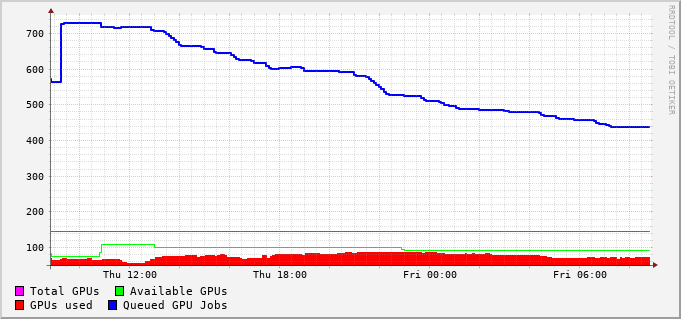 RRDTOOL / TOBI OETIKER
700
600
500
400
300
200
100
Thu 12:00 Thu 18:00 Fri 00:00 Fri 06:00
Total GPUs Available GPUs
GPUs used Queued GPU Jobs